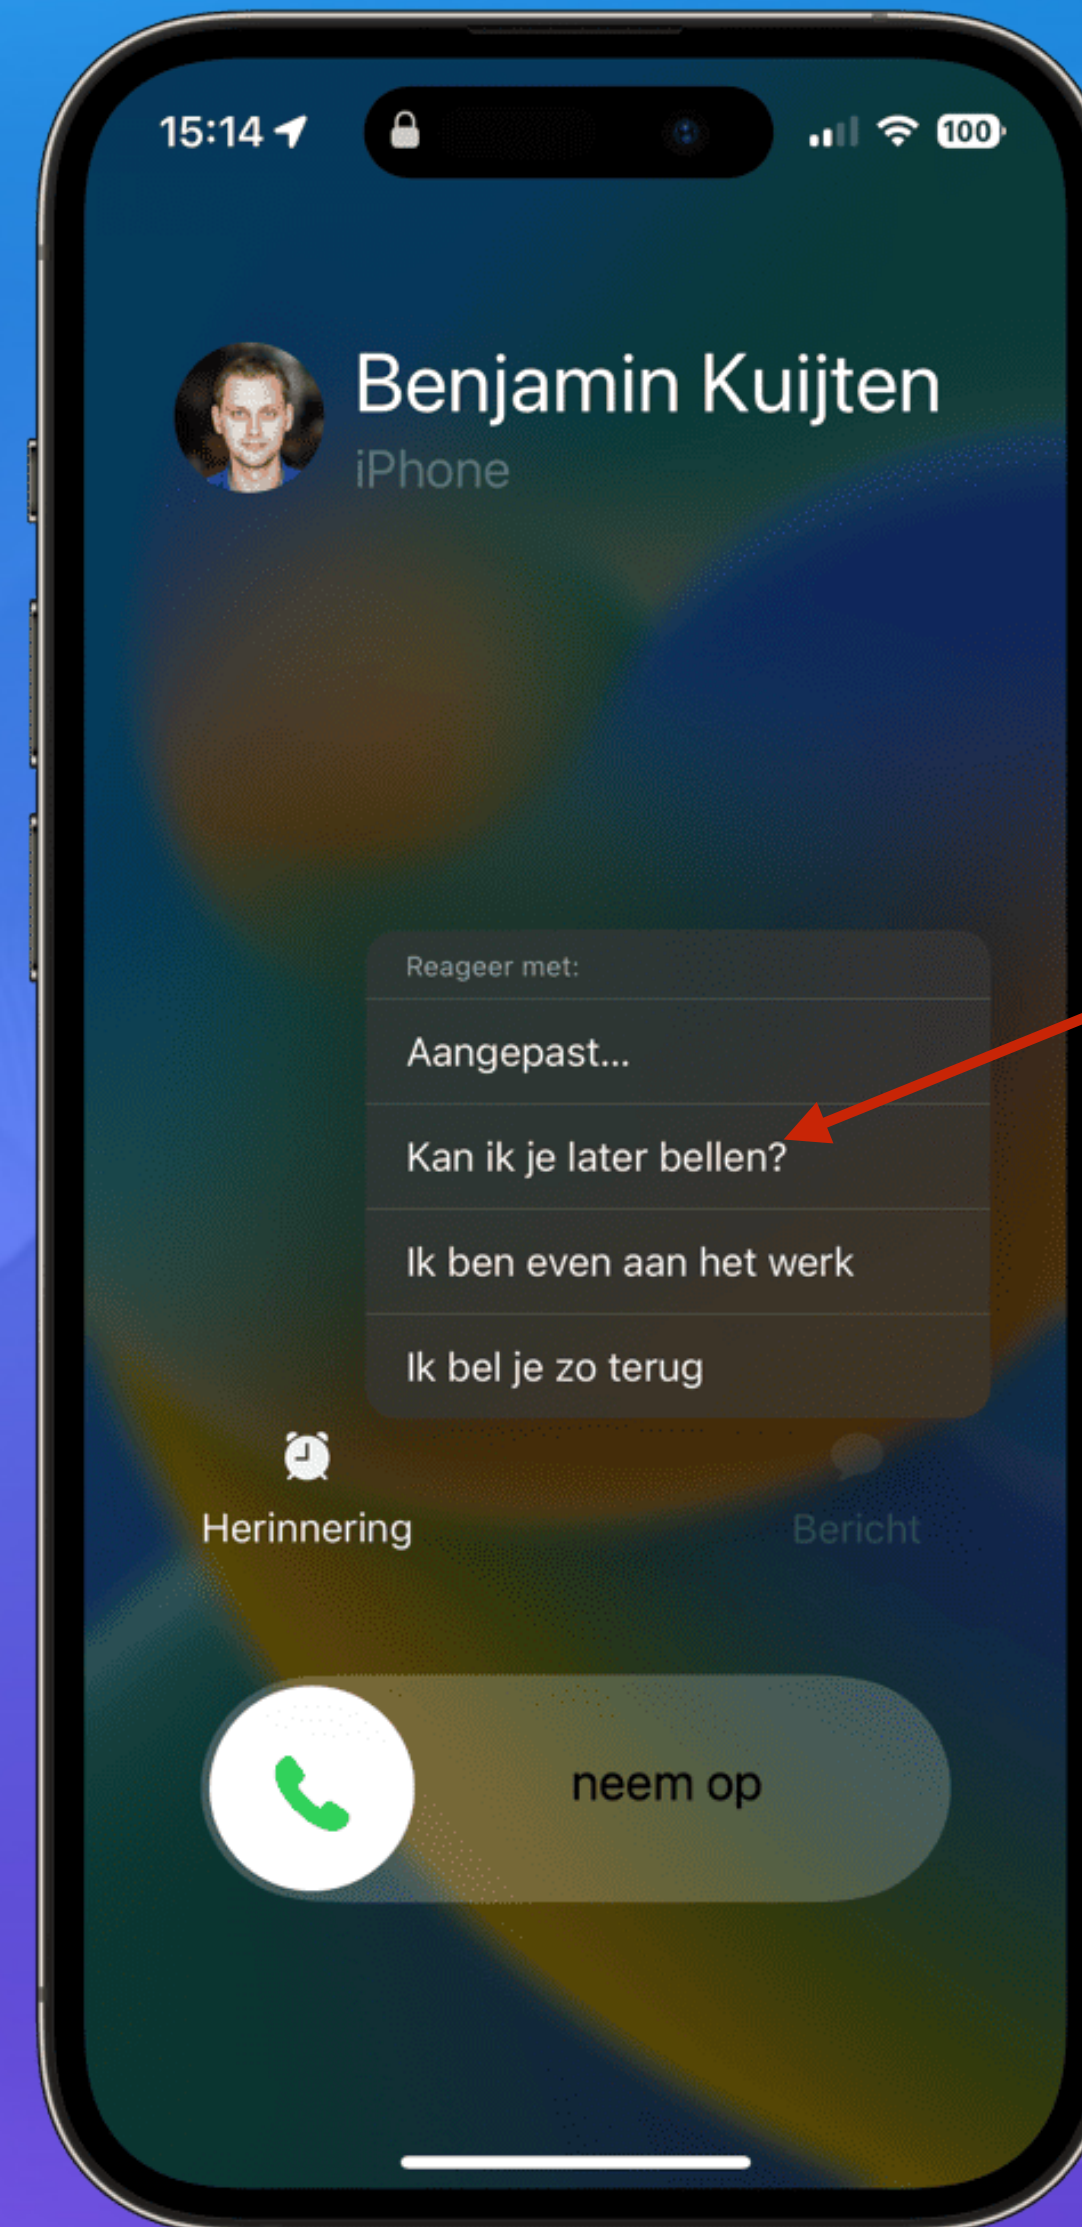 15:14
100
Benjamin Kuijten
iPhone
Reageer met:
Aangepast...
Kan ik je later bellen?
Ik ben even aan het werk
Ik bel je zo terug
Herinnering
Bericht
neem op